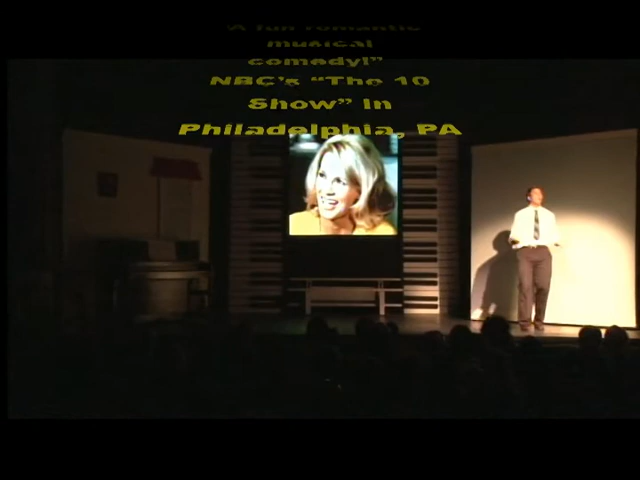 "A fun romantic
musical
comedy!"
NBC's "The 10
Show" in
Philadelphia, PA